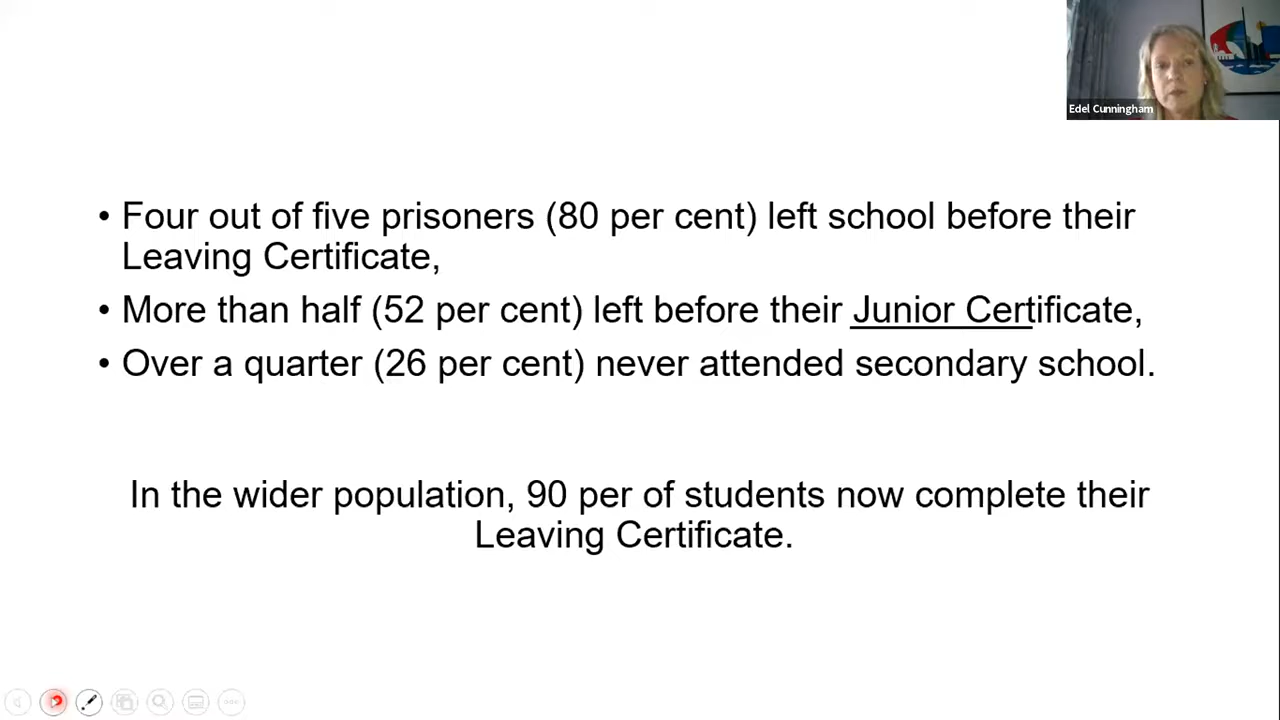 Edel Cunningham
• Four out of five prisoners (80 per cent) left school before their
Leaving Certificate,
• More than half (52 per cent) left before their Junior Certificate,
• Over a quarter (26 per cent) never attended secondary school.
In the wider population, 90 per of students now complete their
Leaving Certificate.